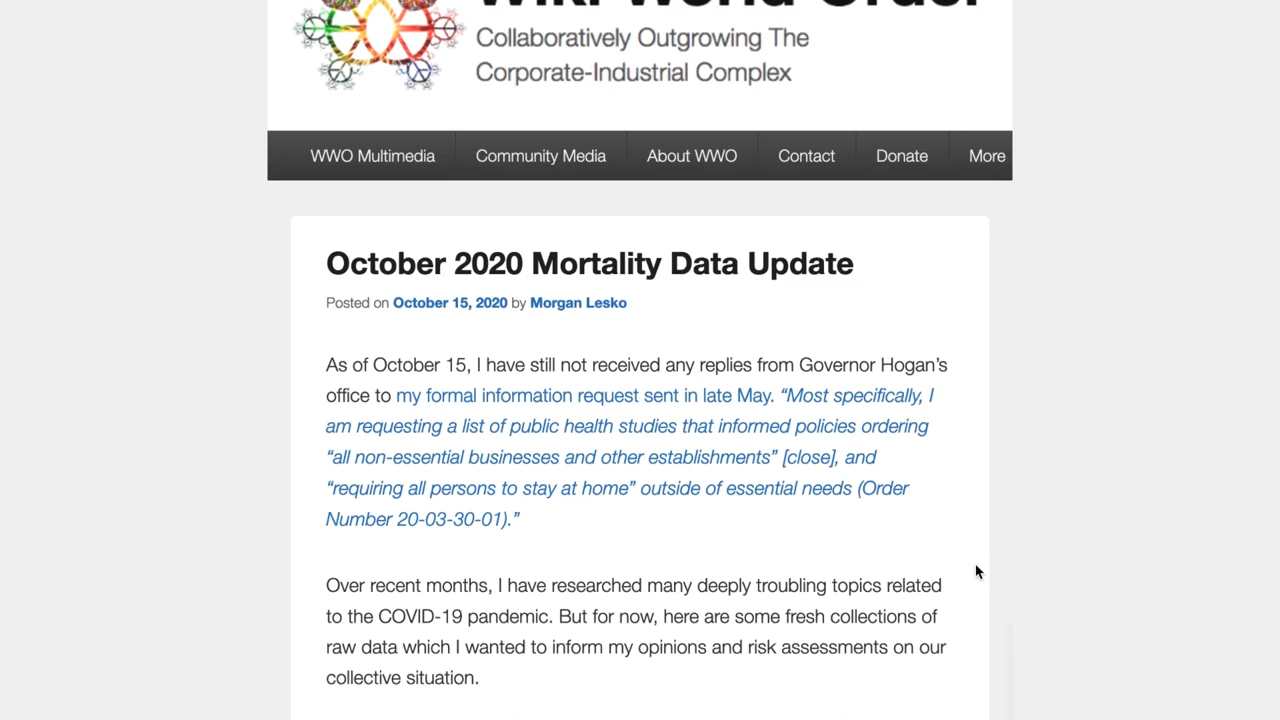 Wiki World Order
Collaboratively Outgrowing The
Corporate-Industrial Complex
WWO Multimedia Community Media About WWO Contact Donate More
October 2020 Mortality Data Update
Posted on October 15, 2020 by Morgan Lesko
As of October 15, I have still not received any replies from Governor Hogan’s
office to my formal information request sent in late May. “Most specifically, I
am requesting a list of public health studies that informed policies ordering
“all non-essential businesses and other establishments” [close], and
“requiring all persons to stay at home” outside of essential needs (Order
Number 20-03-30-01).”
Over recent months, I have researched many deeply troubling topics related
to the COVID-19 pandemic. But for now, here are some fresh collections of
raw data which I wanted to inform my opinions and risk assessments on our
collective situation.